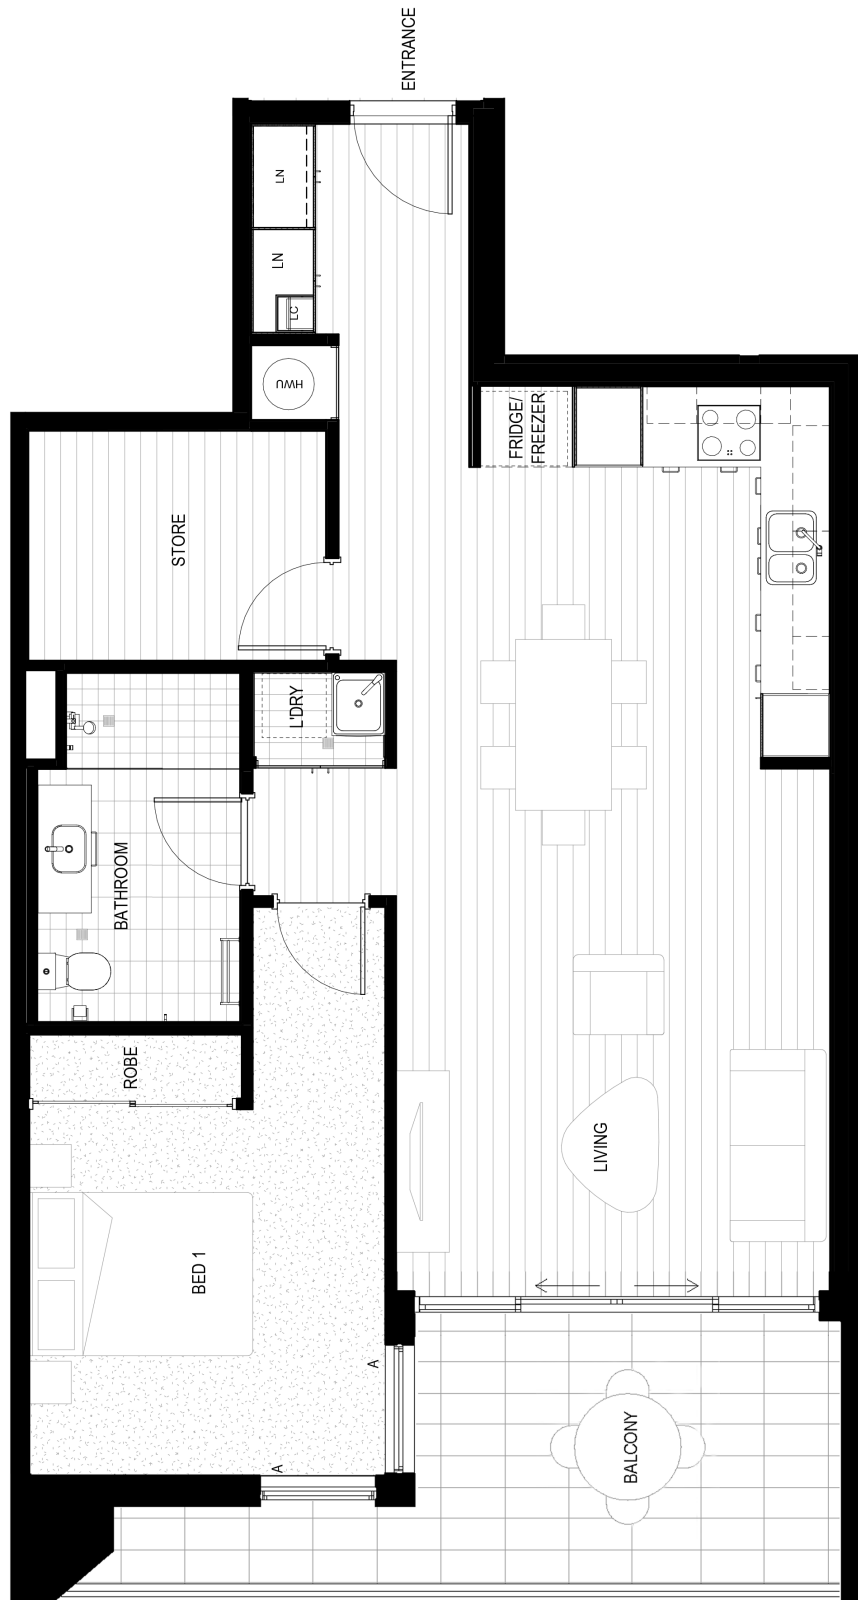 ENTRANCE
LN
LN
LC
HWU
FRIDGE/
FREEZER
STORE
L'DRY
BATHROOM
ROBE
LIVING
BED 1
A
A
BALCONY